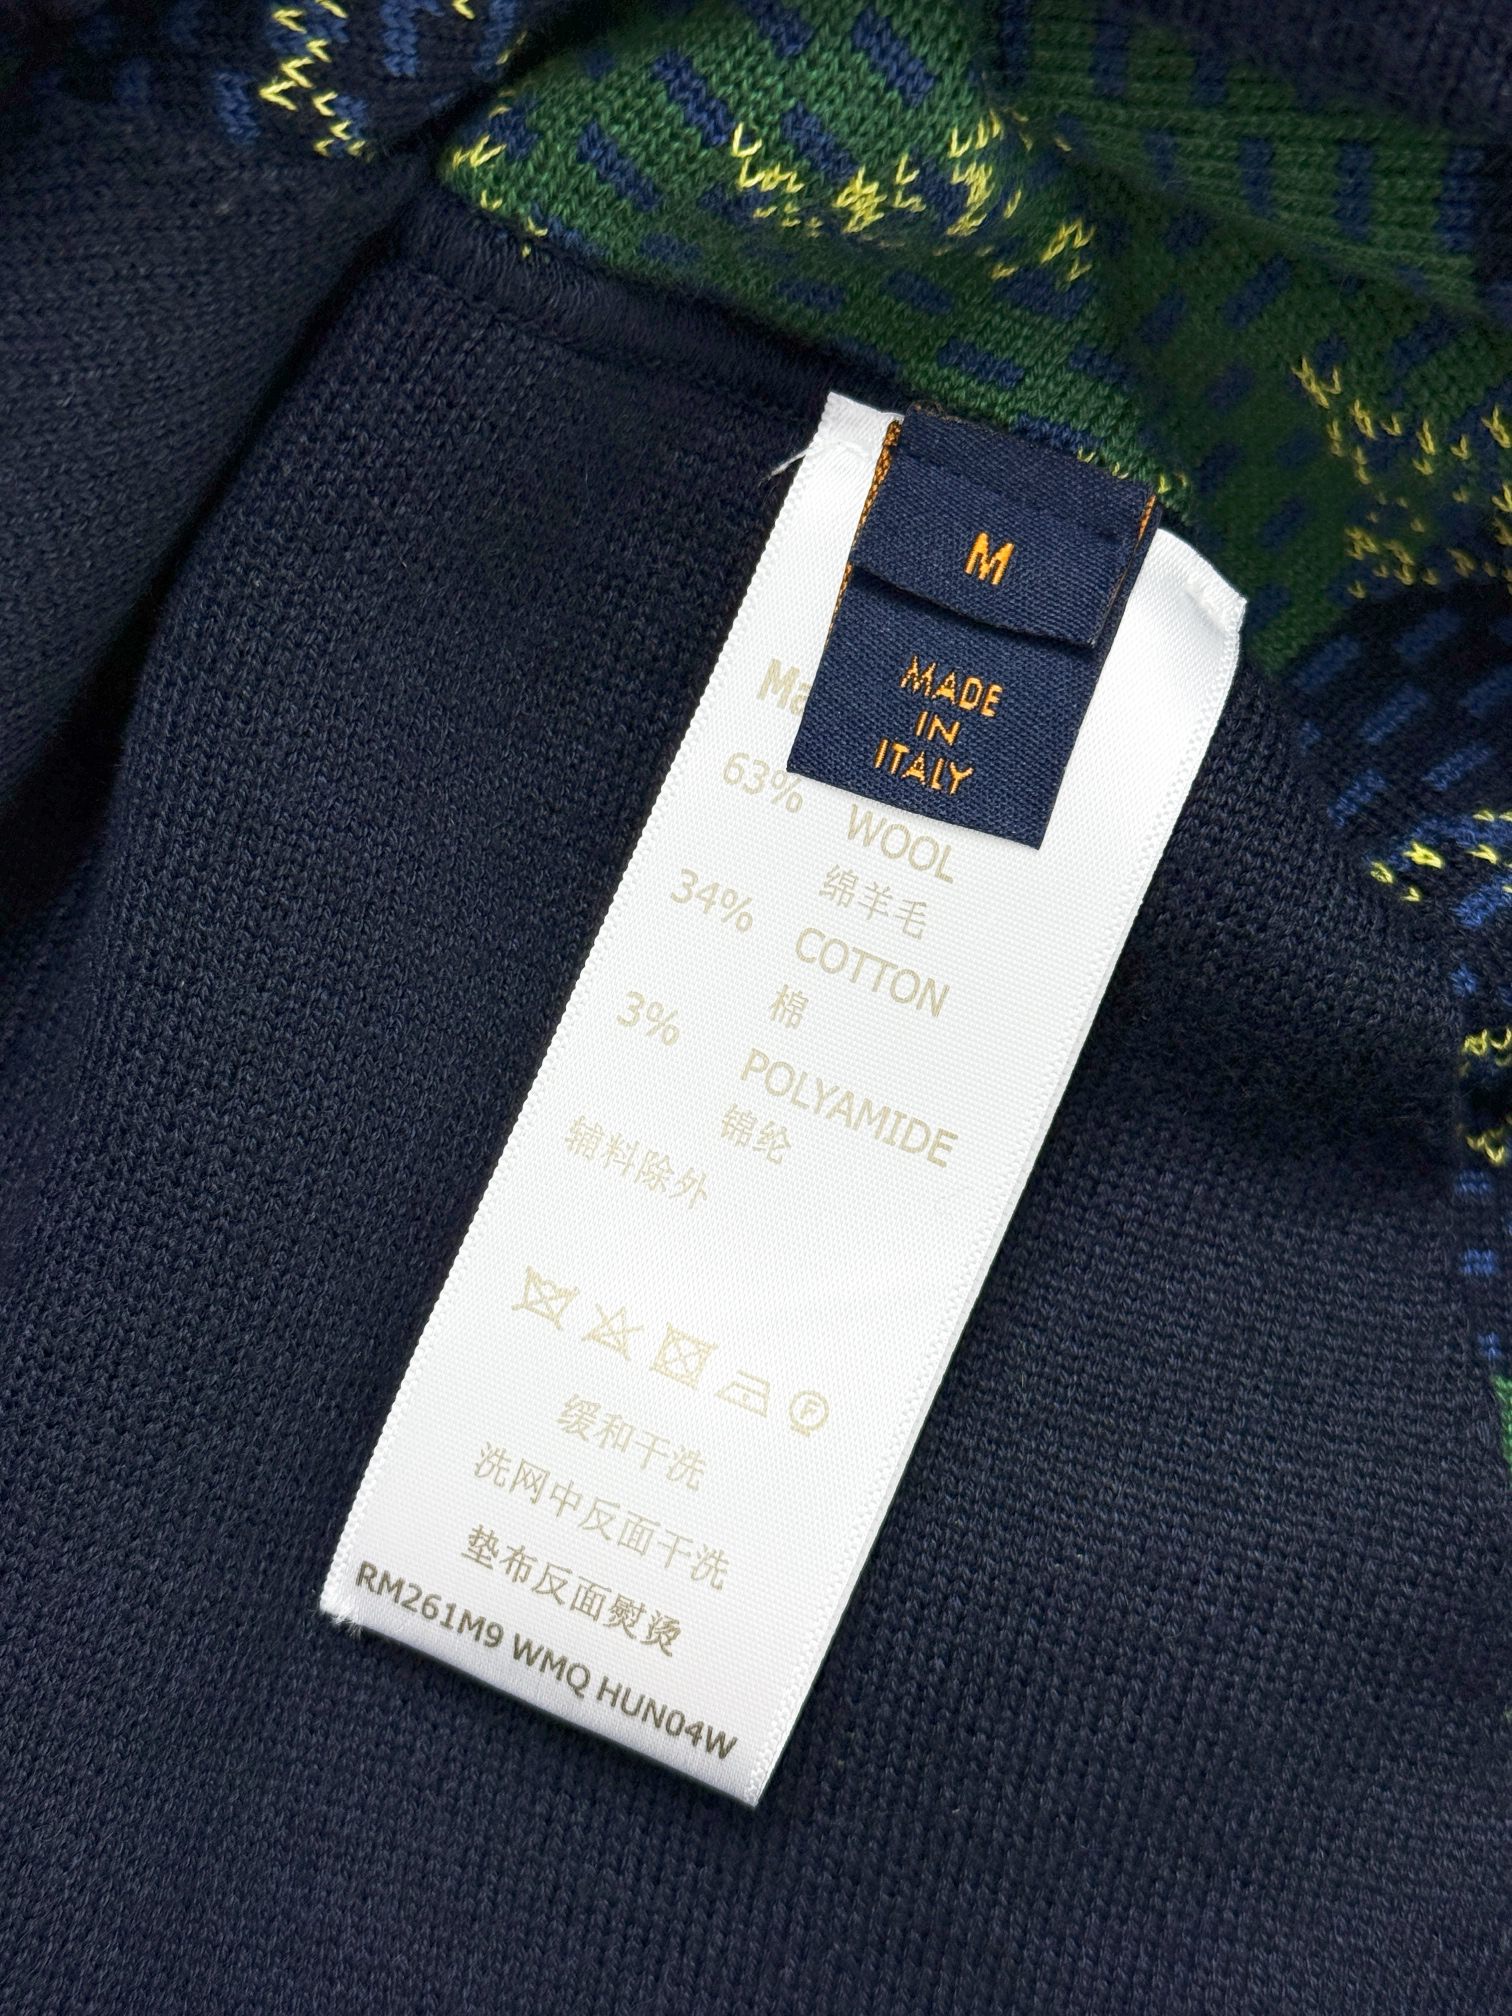 M
MADE
IN
ITALY
63% WOOL
绵羊毛
34% COTTON
棉
3% POLYAMIDE
锦纶
辅料除外
F
缓和干洗
洗网中反面干洗
垫布反面熨烫
RM261M9 WMQ HUN04W